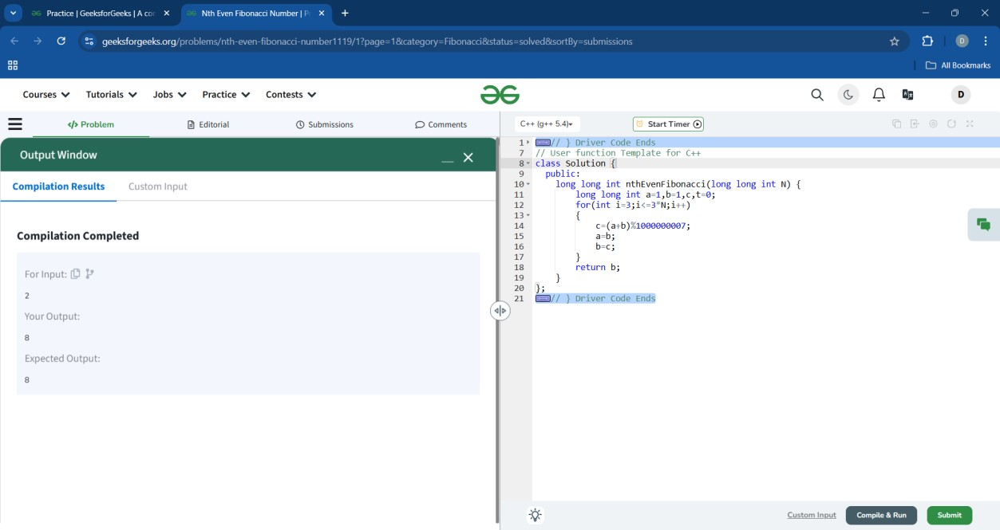 Practice | GeeksforGeeks | A cor
Nth Even Fibonacci Number | P
geeksforgeeks.org/problems/nth-even-fibonacci-number1119/1?page=1&category=Fibonacci&status=solved&sortBy=submissions
D
All Bookmarks
Courses
Tutorials
Jobs
Practice
Contests
D
</> Problem
Editorial
Submissions
Comments
C++ (g++ 5.4)
Start Timer
Output Window
Compilation Results
Custom Input
Compilation Completed
For Input:
2
Your Output:
8
Expected Output:
8
1 // } Driver Code Ends
7 // User function Template for C++
8 class Solution {
9 public:
10 long long int nthEvenFibonacci(long long int N) {
11 long long int a=1,b=1,c,t=0;
12 for(int i=3;i<=3*N;i++)
13 {
14 c=(a+b)%1000000007;
15 a=b;
16 b=c;
17 }
18 return b;
19 }
20 };
21 // } Driver Code Ends
Custom Input
Compile & Run
Submit